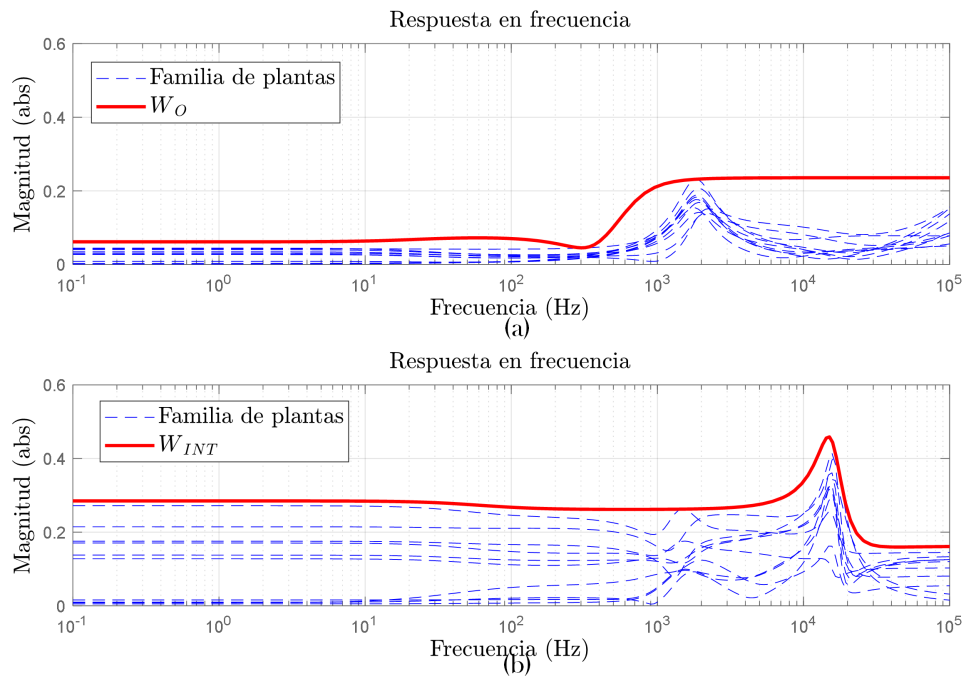 Respuesta en frecuencia
Magnitud (abs)
0.6
0.4
0.2
0
Familia de plantas
W_O
10^-1 10^0 10^1 10^2 10^3 10^4 10^5
Frecuencia (Hz)
(a)
Respuesta en frecuencia
Magnitud (abs)
0.6
0.4
0.2
0
Familia de plantas
W_INT
10^-1 10^0 10^1 10^2 10^3 10^4 10^5
Frecuencia (Hz)
(b)